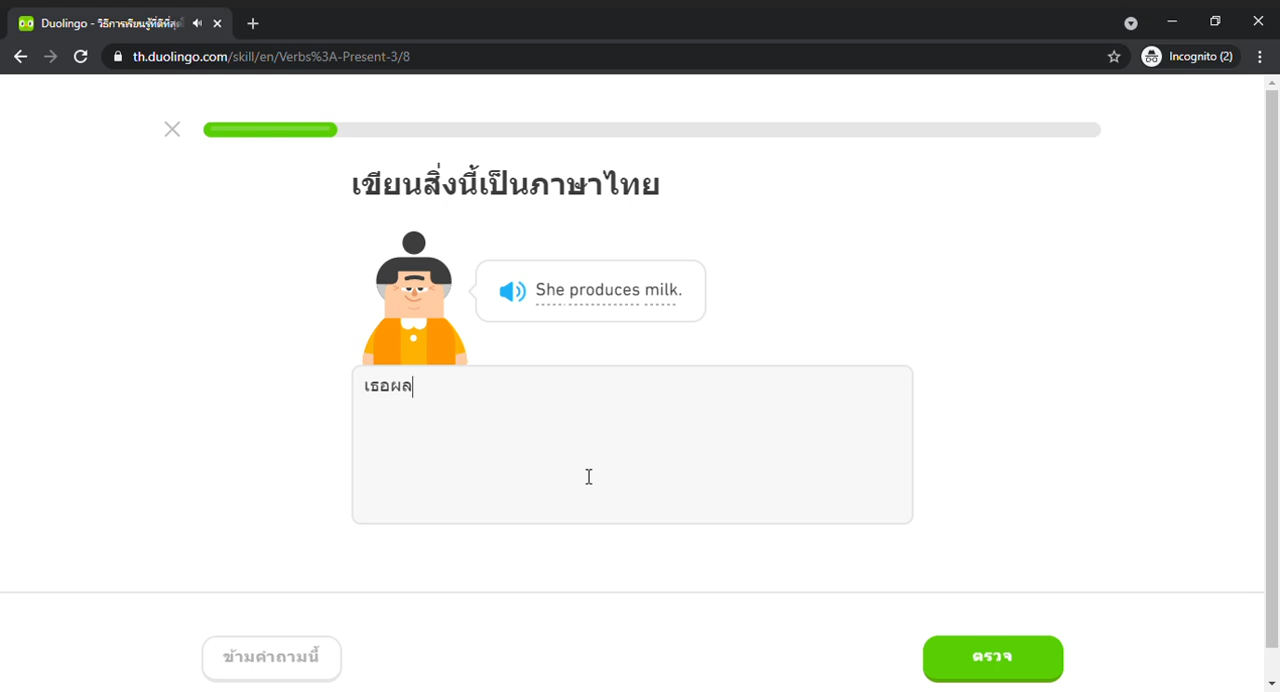 Duolingo - วิธีการเรียนรู้ที่ดีที่สุด
th.duolingo.com/skill/en/Verbs%3A-Present-3/8
Incognito (2)
เขียนสิ่งนี้เป็นภาษาไทย
She produces milk.
เธอผล
ข้ามคำถามนี้
ตรวจ